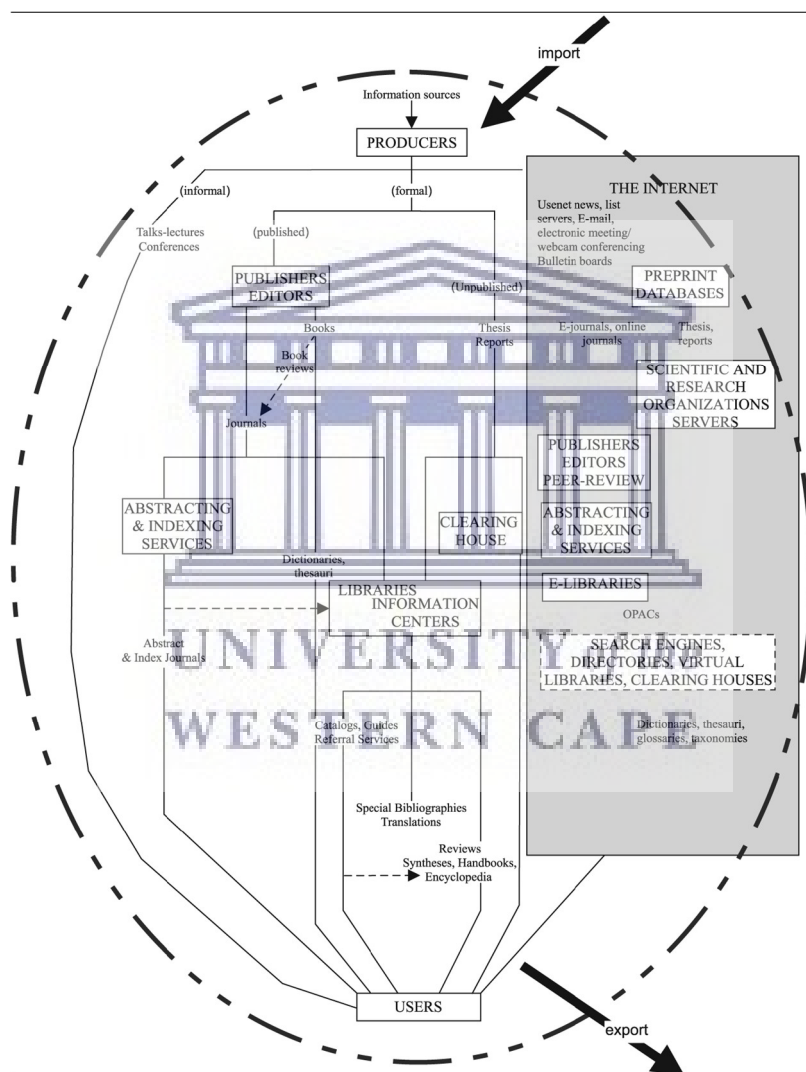 import
Information sources
PRODUCERS
(informal)
(formal)
THE INTERNET
Usenet news, list
servers, E-mail,
electronic meeting/
webcam conferencing
Bulletin boards
Talks-lectures
Conferences
(published)
PUBLISHERS
EDITORS
(Unpublished)
PREPRINT
DATABASES
Books
Thesis
Reports
E-journals, online
journals
Thesis,
reports
Book
reviews
SCIENTIFIC AND
RESEARCH
ORGANIZATIONS
SERVERS
Journals
PUBLISHERS
EDITORS
PEER-REVIEW
ABSTRACTING
& INDEXING
SERVICES
CLEARING
HOUSE
ABSTRACTING
& INDEXING
SERVICES
Dictionaries,
thesauri
LIBRARIES
INFORMATION
CENTERS
E-LIBRARIES
OPACs
Abstract
& Index Journals
SEARCH ENGINES,
DIRECTORIES, VIRTUAL
LIBRARIES, CLEARING HOUSES
UNIVERSITY of the
WESTERN CAPE
Catalogs, Guides
Referral Services
Dictionaries, thesauri,
glossaries, taxonomies
Special Bibliographies
Translations
Reviews
Syntheses, Handbooks,
Encyclopedia
USERS
export